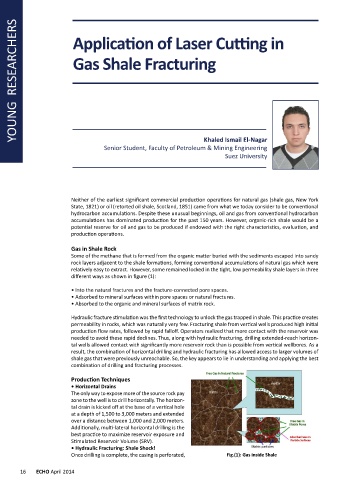 YOUNG RESEARCHERS
Application of Laser Cutting in
Gas Shale Fracturing
Khaled Ismail El-Nagar
Senior Student, Faculty of Petroleum & Mining Engineering
Suez University
Neither of the earliest significant commercial production operations for natural gas (shale gas, New York
State, 1821) or oil (retorted oil shale, Scotland, 1851) came from what we today consider to be conventional
hydrocarbon accumulations. Despite these unusual beginnings, oil and gas from conventional hydrocarbon
accumulations has dominated production for the past 150 years. However, organic-rich shale would be a
potential reserve for oil and gas to be produced if endowed with the right characteristics, evaluation, and
production operations.
Gas in Shale Rock
Some of the methane that is formed from the organic matter buried with the sediments escaped into sandy
rock layers adjacent to the shale formations, forming conventional accumulations of natural gas which were
relatively easy to extract. However, some remained locked in the tight, low permeability shale layers in three
different ways as shown in figure (1):
• Into the natural fractures and the fracture-connected pore spaces.
• Adsorbed to mineral surfaces within pore spaces or natural fractures.
• Absorbed to the organic and mineral surfaces of matrix rock.
Hydraulic fracture stimulation was the first technology to unlock the gas trapped in shale. This practice creates
permeability in rocks, which was naturally very few. Fracturing shale from vertical wells produced high initial
production flow rates, followed by rapid falloff. Operators realized that more contact with the reservoir was
needed to avoid these rapid declines. Thus, along with hydraulic fracturing, drilling extended-reach horizon-
tal wells allowed contact with significantly more reservoir rock than is possible from vertical wellbores. As a
result, the combination of horizontal drilling and hydraulic fracturing has allowed access to larger volumes of
shale gas that were previously unreachable. So, the key appears to lie in understanding and applying the best
combination of drilling and fracturing processes.
Production Techniques
• Horizontal Drains
The only way to expose more of the source rock pay
zone to the well is to drill horizontally. The horizon-
tal drain is kicked off at the base of a vertical hole
at a depth of 1,500 to 3,000 meters and extended
over a distance between 1,000 and 2,000 meters.
Additionally, multi-lateral horizontal drilling is the
best practice to maximize reservoir exposure and
Stimulated Reservoir Volume (SRV).
• Hydraulic Fracturing: Shale Shock!
Once drilling is complete, the casing is perforated,
Free Gas in Natural Fractures
Free Gas in
Matrix Pores
Fig.(1): Gas Inside Shale
16 ECHO April 2014